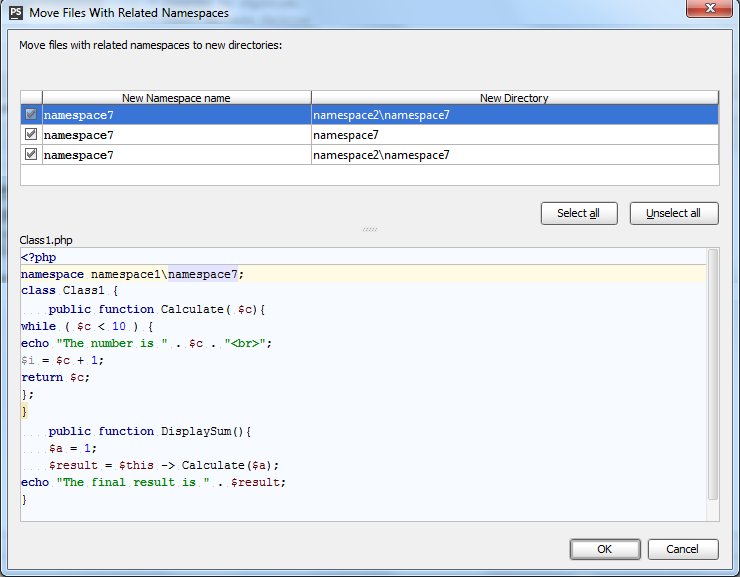 PS Move Files With Related Namespaces
Move files with related namespaces to new directories:
New Namespace name New Directory
namespace7 namespace2\namespace7
namespace7 namespace7
namespace7 namespace2\namespace7
Select all Unselect all
Class1.php
<?php
namespace namespace1\namespace7;
class Class1 {
public function Calculate( $c){
while ( $c < 10 ) {
echo "The number is " . $c . "<br>";
$i = $c + 1;
return $c;
};
}
public function DisplaySum(){
$a = 1;
$result = $this -> Calculate($a);
echo "The final result is " . $result;
}
OK Cancel